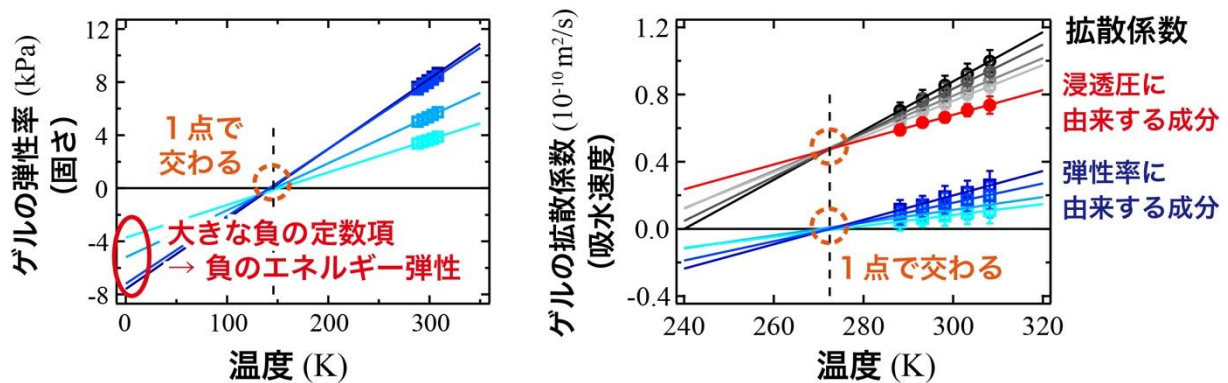 ゲルの弾性率 (kPa)
(固さ)
12
8
4
0
-4
-8
1点で
交わる
大きな負の定数項
→ 負のエネルギー弾性
0
100
200
300
温度 (K)
ゲルの拡散係数 (10⁻¹⁰ m²/s)
(吸水速度)
1.2
0.8
0.4
0.0
-0.4
1点で交わる
240
260
280
300
320
温度 (K)
拡散係数
浸透圧に
由来する成分
弾性率に
由来する成分